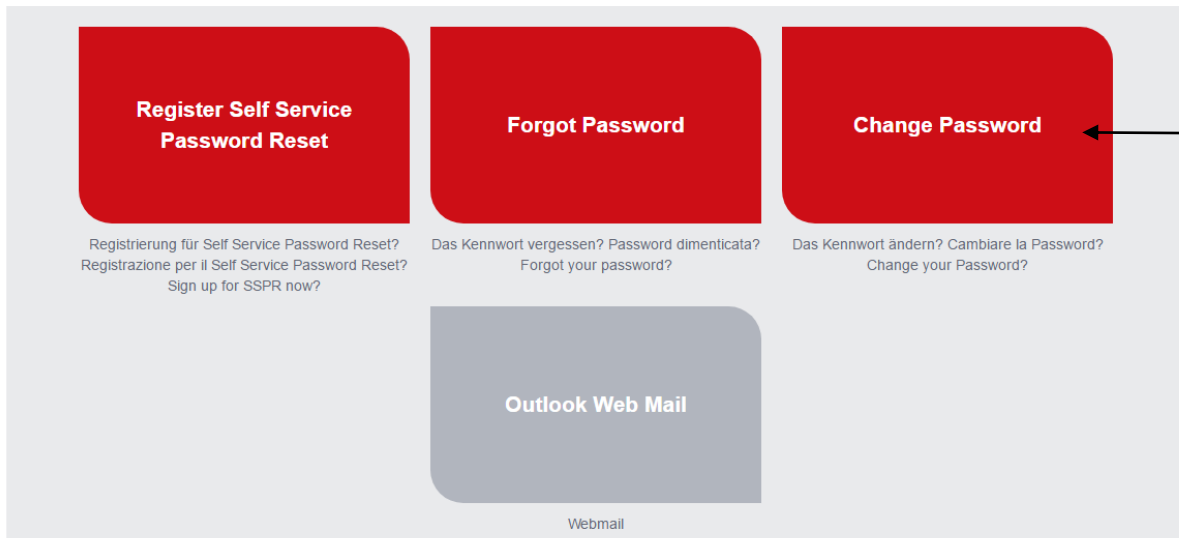 Register Self Service
Password Reset
Forgot Password
Change Password
Registrierung für Self Service Password Reset?
Registrazione per il Self Service Password Reset?
Sign up for SSPR now?
Das Kennwort vergessen? Password dimenticata?
Forgot your password?
Das Kennwort ändern? Cambiare la Password?
Change your Password?
Outlook Web Mail
Webmail